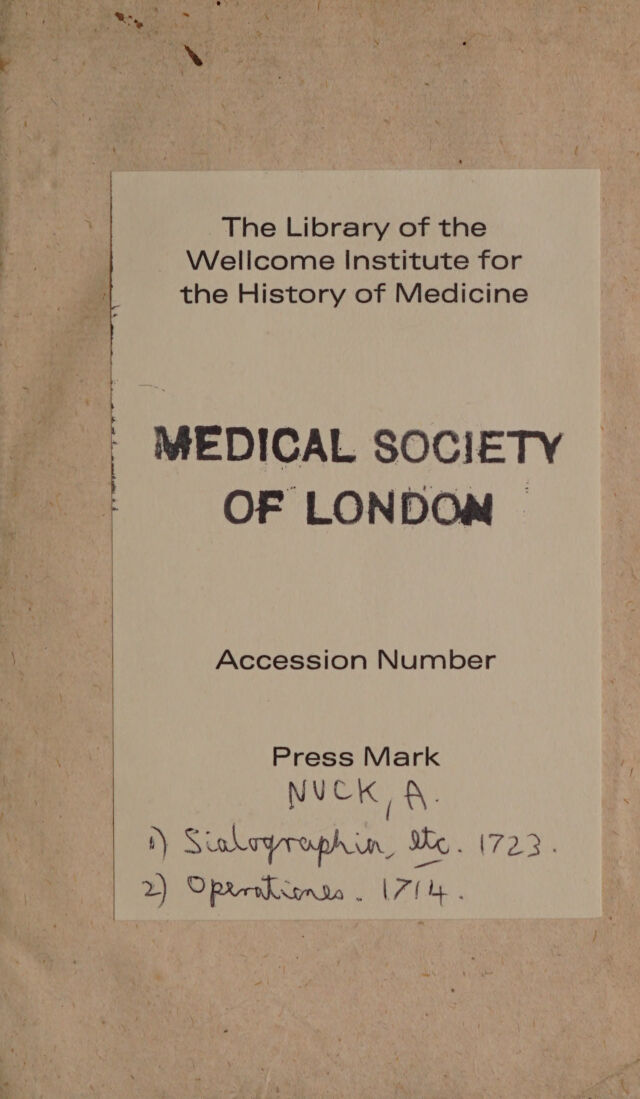 The Library of the
Wellcome Institute for
the History of Medicine
MEDICAL SOCIETY
OF LONDON
Accession Number
Press Mark
NUCK, A.
1) Sialographia, etc. 1723.
2) Operationes. 1714.